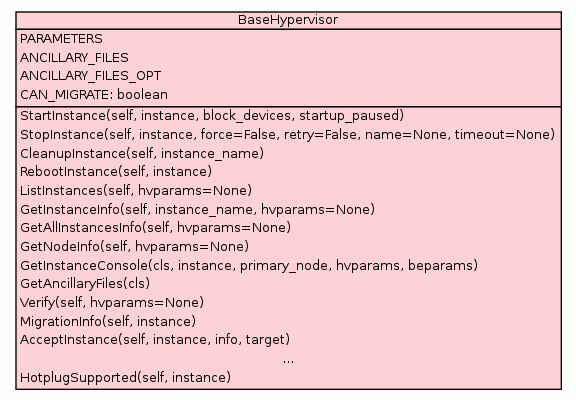 BaseHypervisor
PARAMETERS
ANCILLARY_FILES
ANCILLARY_FILES_OPT
CAN_MIGRATE: boolean
StartInstance(self, instance, block_devices, startup_paused)
StopInstance(self, instance, force=False, retry=False, name=None, timeout=None)
CleanupInstance(self, instance_name)
RebootInstance(self, instance)
ListInstances(self, hvparams=None)
GetInstanceInfo(self, instance_name, hvparams=None)
GetAllInstancesInfo(self, hvparams=None)
GetNodeInfo(self, hvparams=None)
GetInstanceConsole(cls, instance, primary_node, hvparams, beparams)
GetAncillaryFiles(cls)
Verify(self, hvparams=None)
MigrationInfo(self, instance)
AcceptInstance(self, instance, info, target)
...
HotplugSupported(self, instance)